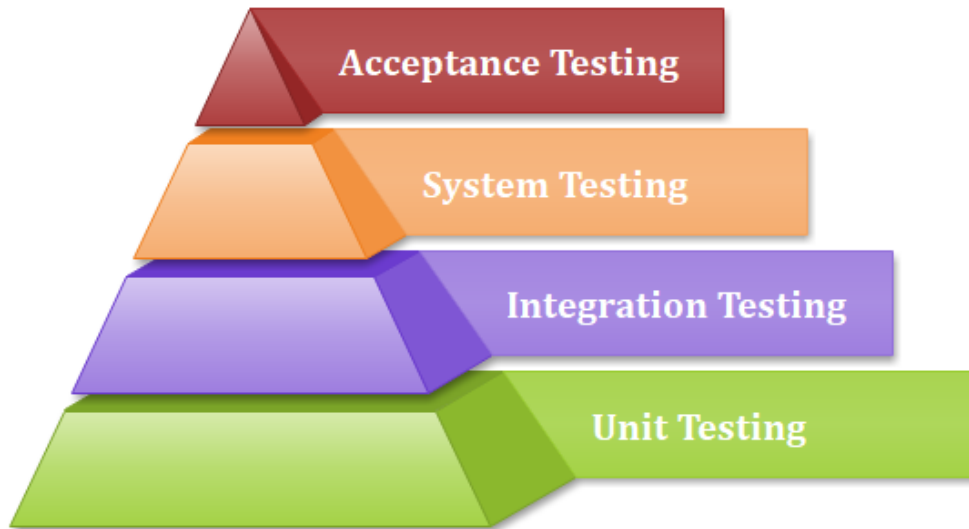 Acceptance Testing
System Testing
Integration Testing
Unit Testing